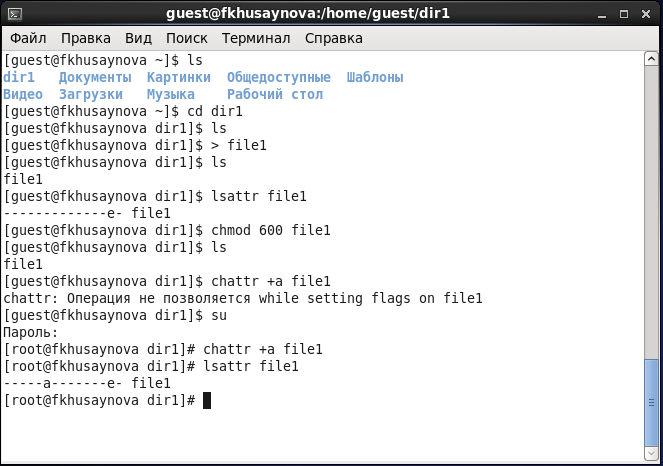 guest@fkhusaynova:/home/guest/dir1
Файл Правка Вид Поиск Терминал Справка
[guest@fkhusaynova ~]$ ls
dir1 Документы Картинки Общедоступные Шаблоны
Видео Загрузки Музыка Рабочий стол
[guest@fkhusaynova ~]$ cd dir1
[guest@fkhusaynova dir1]$ ls
[guest@fkhusaynova dir1]$ > file1
[guest@fkhusaynova dir1]$ ls
file1
[guest@fkhusaynova dir1]$ lsattr file1
-------------e- file1
[guest@fkhusaynova dir1]$ chmod 600 file1
[guest@fkhusaynova dir1]$ ls
file1
[guest@fkhusaynova dir1]$ chattr +a file1
chattr: Операция не позволяется while setting flags on file1
[guest@fkhusaynova dir1]$ su
Пароль:
[root@fkhusaynova dir1]# chattr +a file1
[root@fkhusaynova dir1]# lsattr file1
-----a-------e- file1
[root@fkhusaynova dir1]#